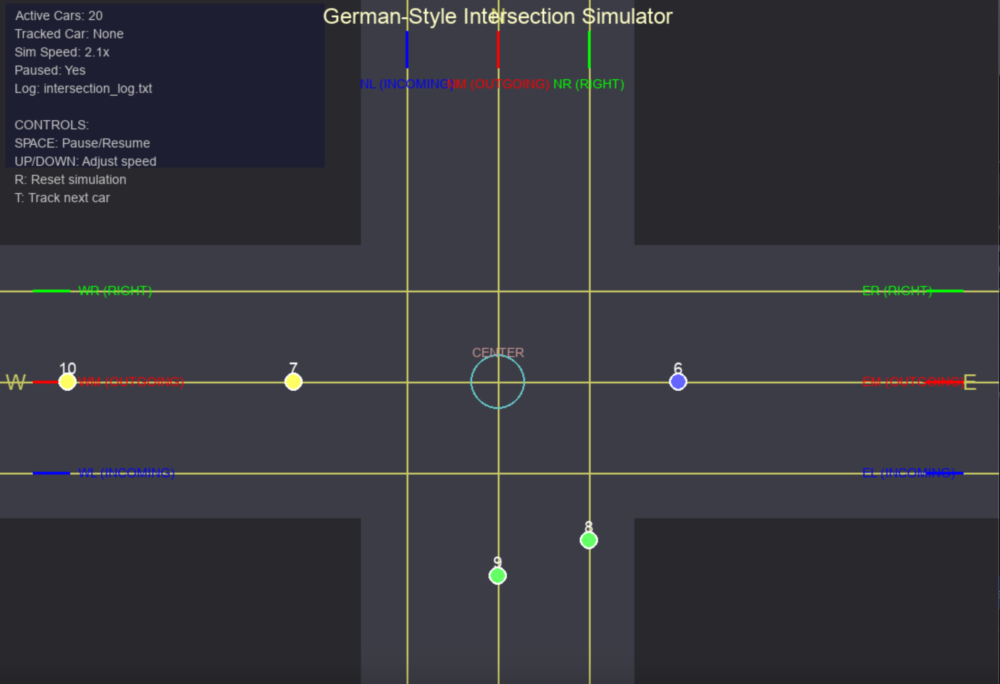 German-Style Intersection Simulator
N
Active Cars: 20
Tracked Car: None
Sim Speed: 2.1x
Paused: Yes
Log: intersection_log.txt
CONTROLS:
SPACE: Pause/Resume
UP/DOWN: Adjust speed
R: Reset simulation
T: Track next car
NL (INCOMING)
NM (OUTGOING)
NR (RIGHT)
WR (RIGHT)
ER (RIGHT)
CENTER
10
7
6
W
WM (OUTGOING)
EM (OUTGOING)
E
WL (INCOMING)
EL (INCOMING)
8
9